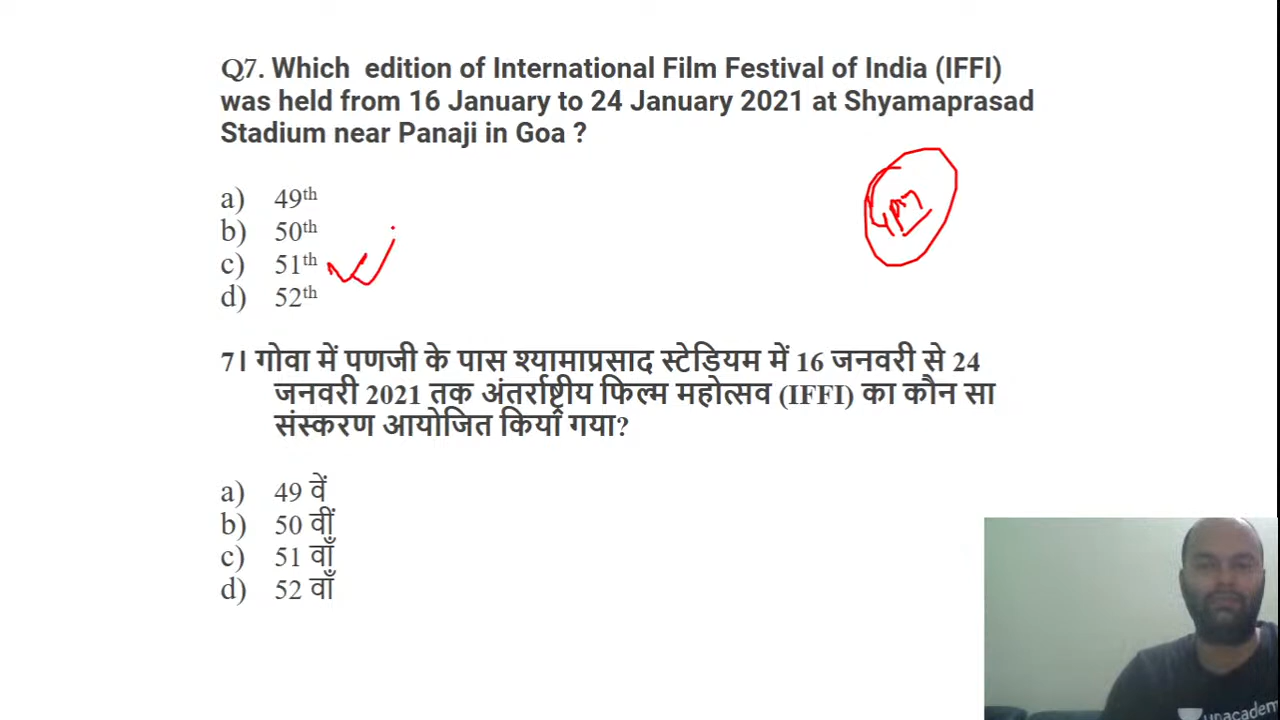 Q7. Which edition of International Film Festival of India (IFFI)
was held from 16 January to 24 January 2021 at Shyamaprasad
Stadium near Panaji in Goa ?
a) 49th
b) 50th
c) 51th
d) 52th
7। गोवा में पणजी के पास श्यामाप्रसाद स्टेडियम में 16 जनवरी से 24
जनवरी 2021 तक अंतर्राष्ट्रीय फिल्म महोत्सव (IFFI) का कौन सा
संस्करण आयोजित किया गया?
a) 49 वें
b) 50 वीं
c) 51 वाँ
d) 52 वाँ